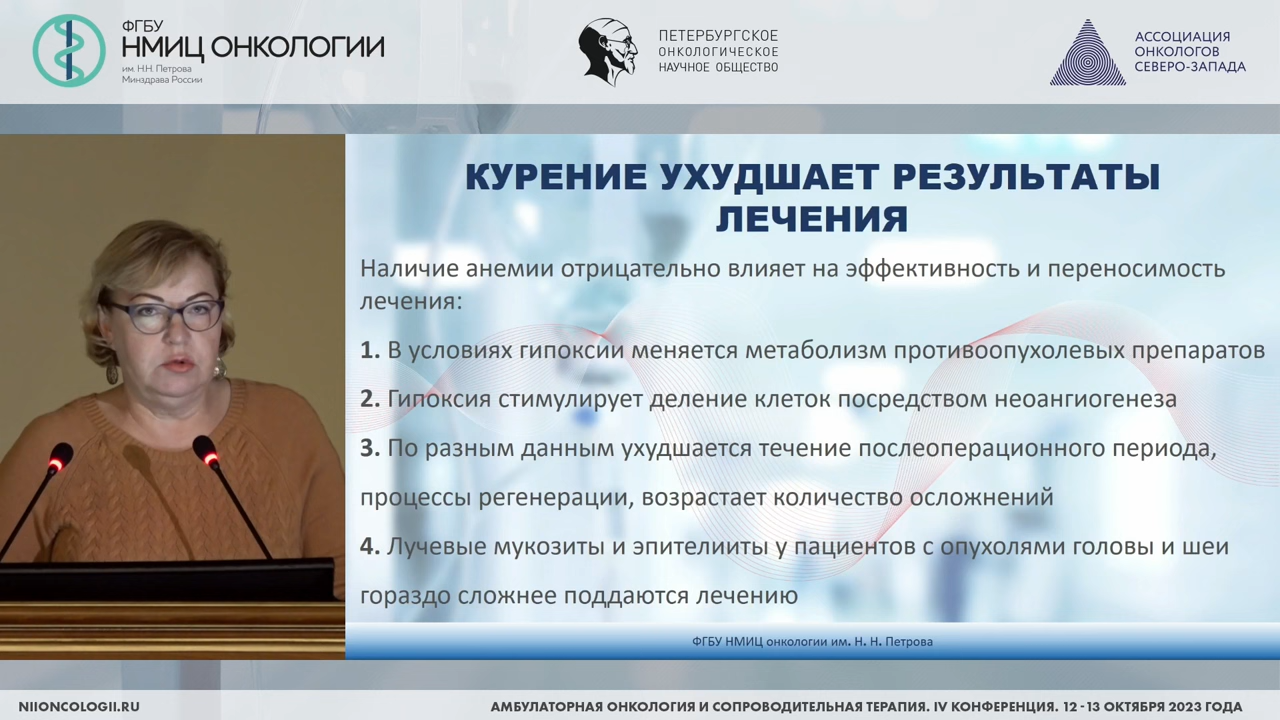 ФГБУ
НМИЦ ОНКОЛОГИИ
им. Н.Н. Петрова
Минздрава России
ПЕТЕРБУРГСКОЕ
ОНКОЛОГИЧЕСКОЕ
НАУЧНОЕ ОБЩЕСТВО
АССОЦИАЦИЯ
ОНКОЛОГОВ
СЕВЕРО-ЗАПАДА
КУРЕНИЕ УХУДШАЕТ РЕЗУЛЬТАТЫ
ЛЕЧЕНИЯ
Наличие анемии отрицательно влияет на эффективность и переносимость
лечения:
1. В условиях гипоксии меняется метаболизм противоопухолевых препаратов
2. Гипоксия стимулирует деление клеток посредством неоангиогенеза
3. По разным данным ухудшается течение послеоперационного периода,
процессы регенерации, возрастает количество осложнений
4. Лучевые мукозиты и эпителииты у пациентов с опухолями головы и шеи
гораздо сложнее поддаются лечению
ФГБУ НМИЦ онкологии им. Н. Н. Петрова
NIIONCOLOGII.RU
АМБУЛАТОРНАЯ ОНКОЛОГИЯ И СОПРОВОДИТЕЛЬНАЯ ТЕРАПИЯ. IV КОНФЕРЕНЦИЯ. 12 - 13 ОКТЯБРЯ 2023 ГОДА